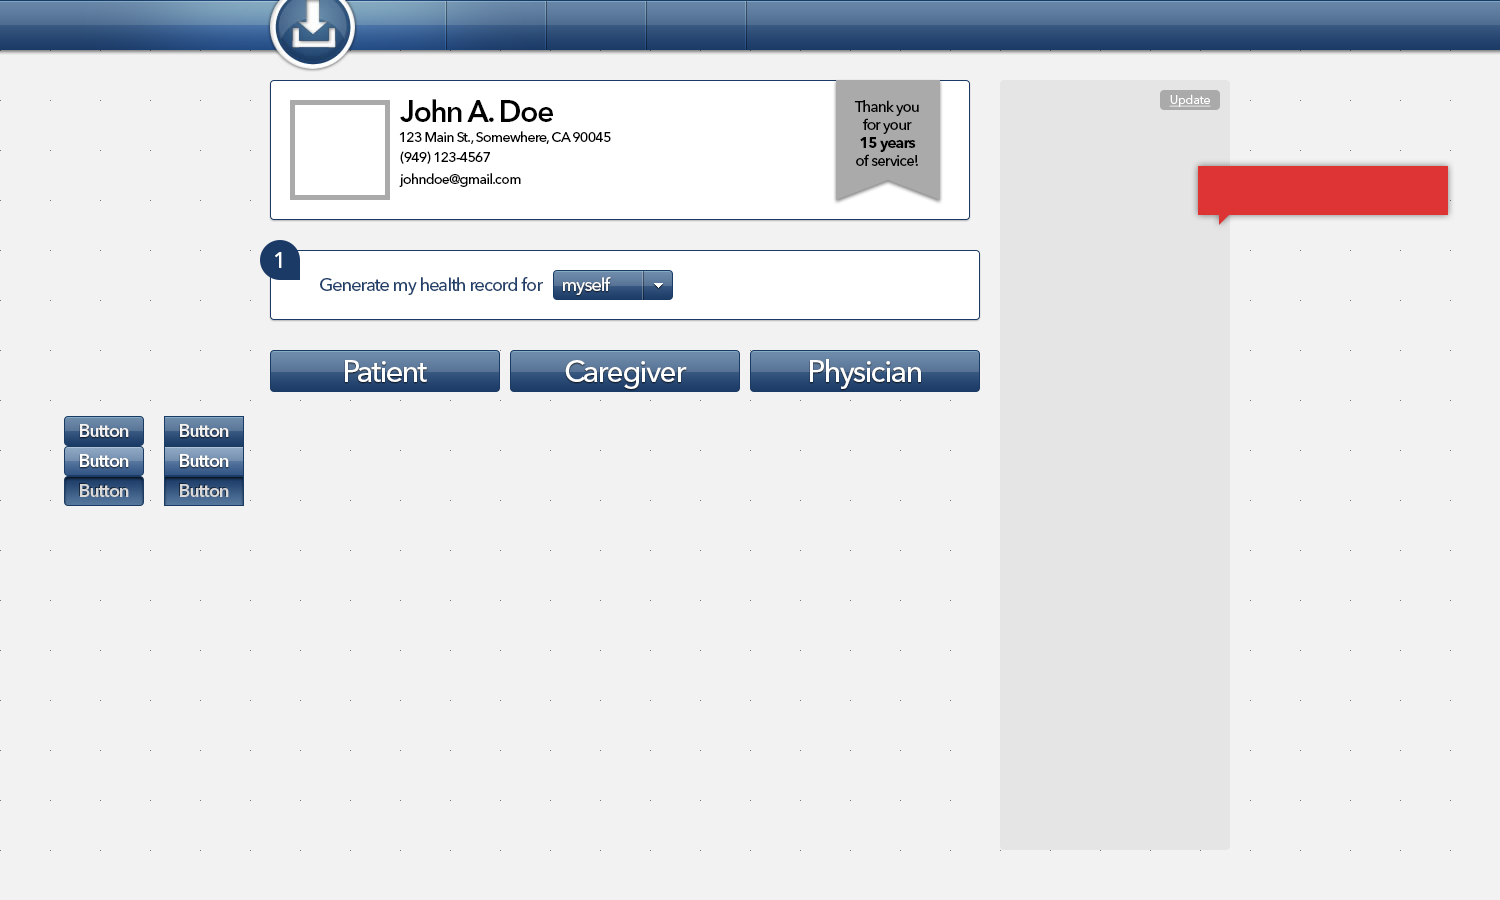 John A. Doe
123 Main St., Somewhere, CA 90045
(949) 123-4567
johndoe@gmail.com
Thank you
for your
15 years
of service!
Update
1
Generate my health record for myself
Patient Caregiver Physician
Button Button
Button Button
Button Button